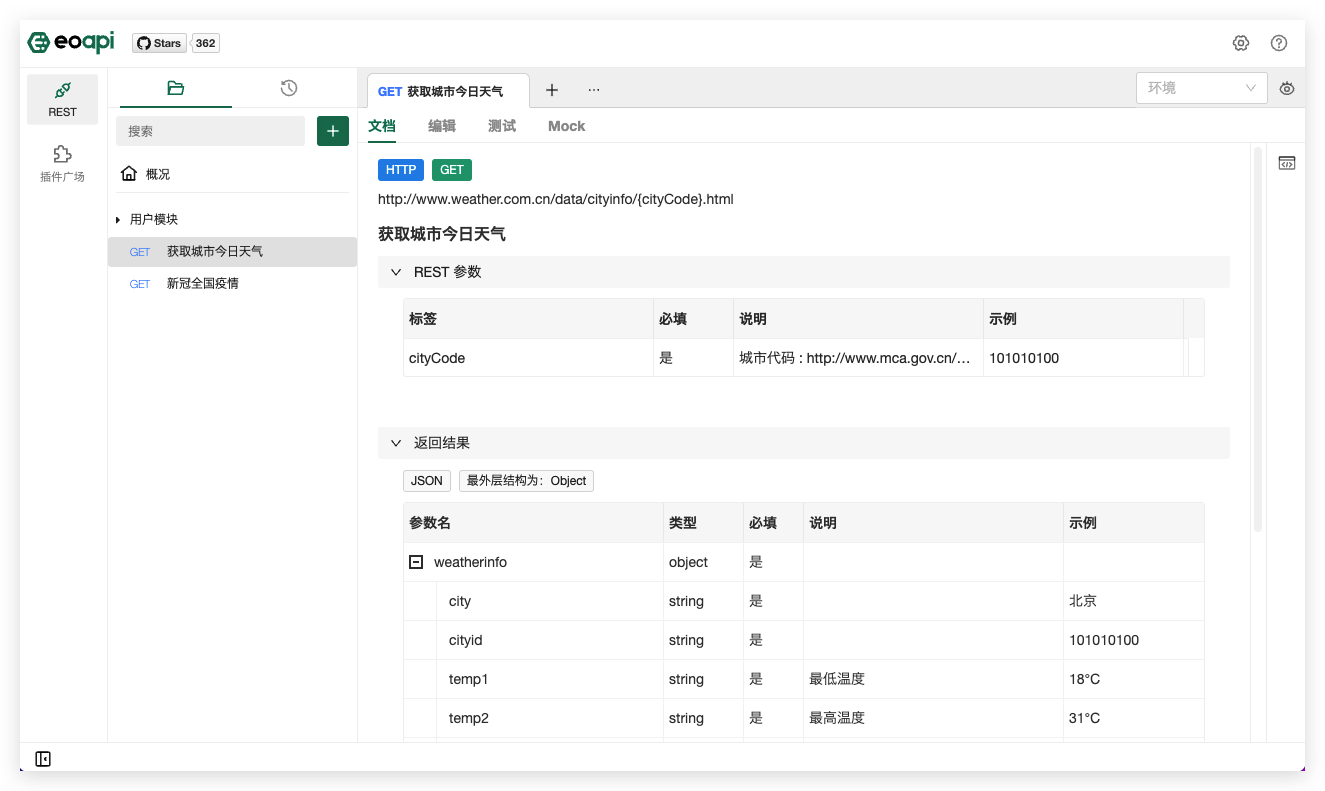 eoapi
Stars 362
REST
插件广场
搜索
概况
用户模块
GET 获取城市今日天气
GET 新冠全国疫情
GET 获取城市今日天气
环境
文档 编辑 测试 Mock
HTTP GET
http://www.weather.com.cn/data/cityinfo/{cityCode}.html
获取城市今日天气
REST 参数
标签 必填 说明 示例
cityCode 是 城市代码 : http://www.mca.gov.cn/... 101010100
返回结果
JSON 最外层结构为: Object
参数名 类型 必填 说明 示例
weatherinfo object 是
city string 是 北京
cityid string 是 101010100
temp1 string 是 最低温度 18°C
temp2 string 是 最高温度 31°C